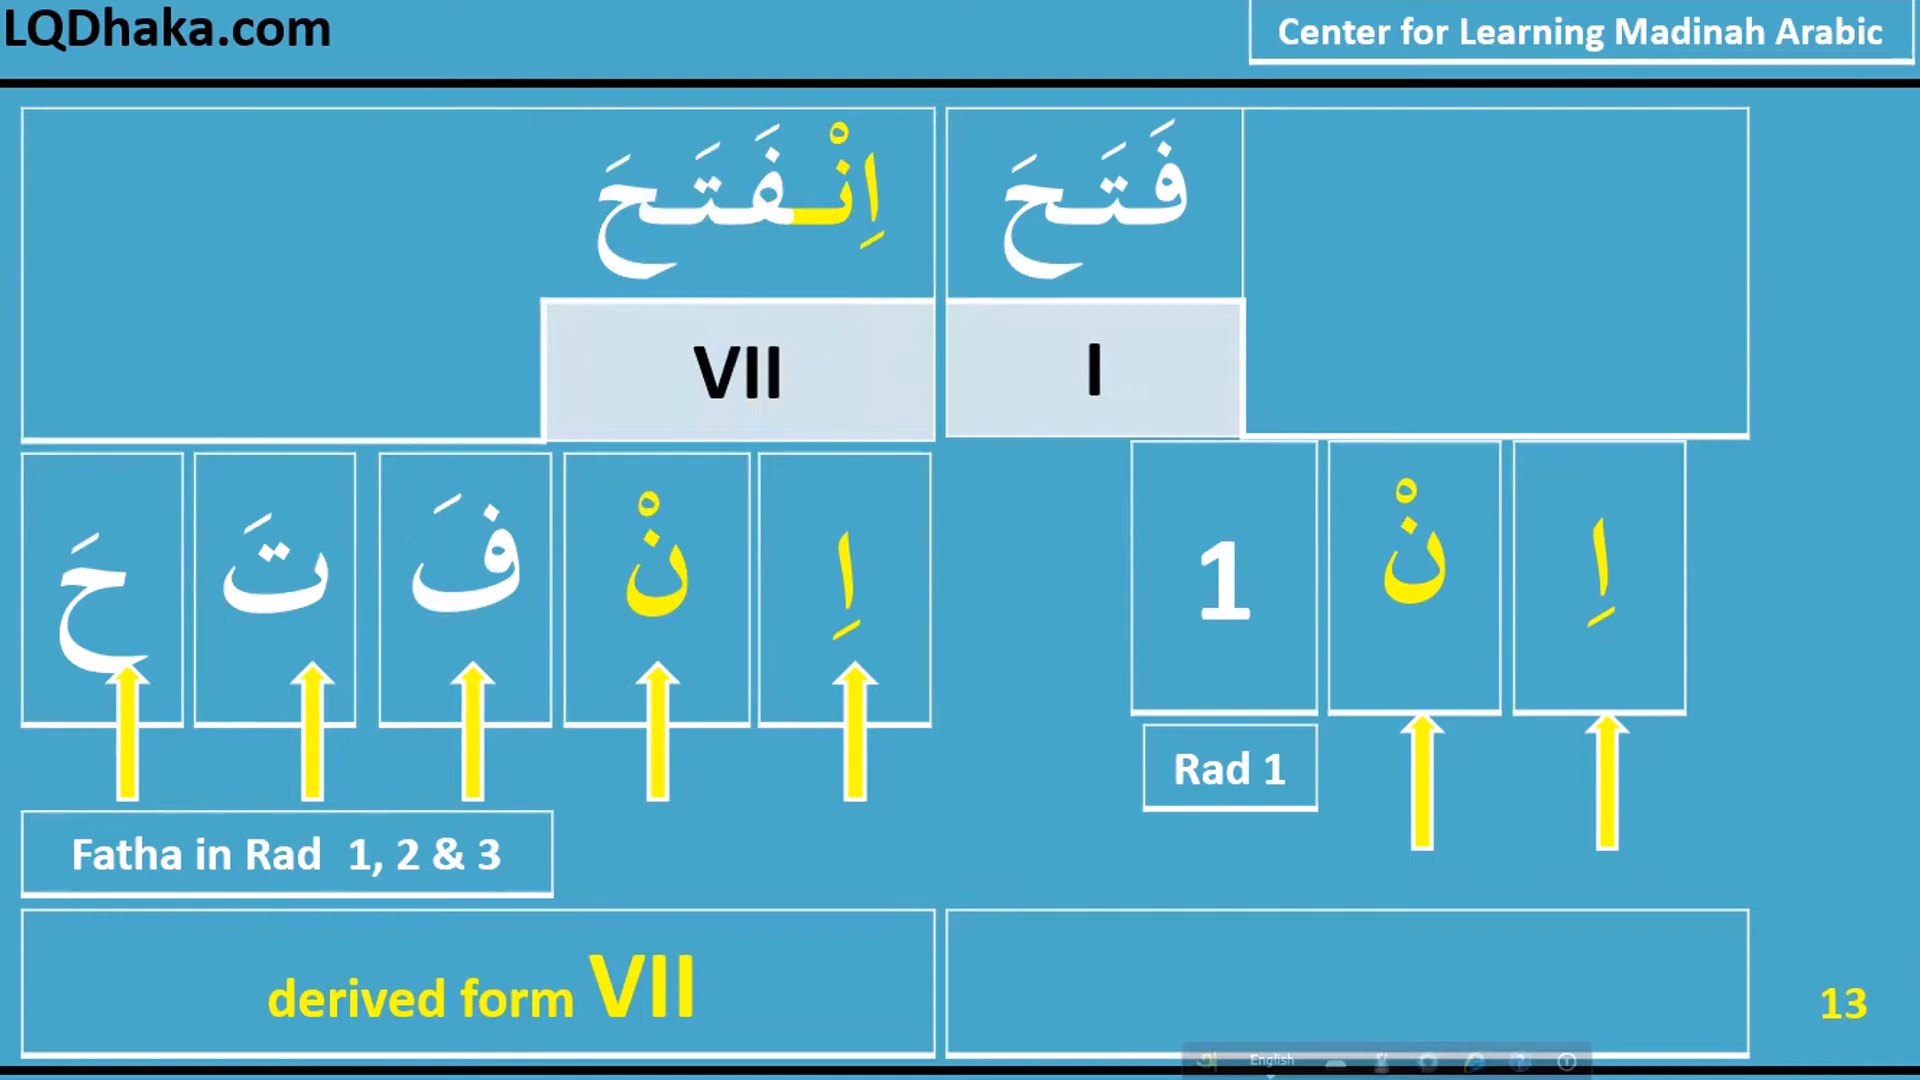 LQDhaka.com
Center for Learning Madinah Arabic
فَتَحَ
اِنْفَتَحَ
I
VII
اِ نْ 1
اِ نْ فَ تَ حَ
Rad 1
Fatha in Rad 1, 2 & 3
derived form VII
13
English